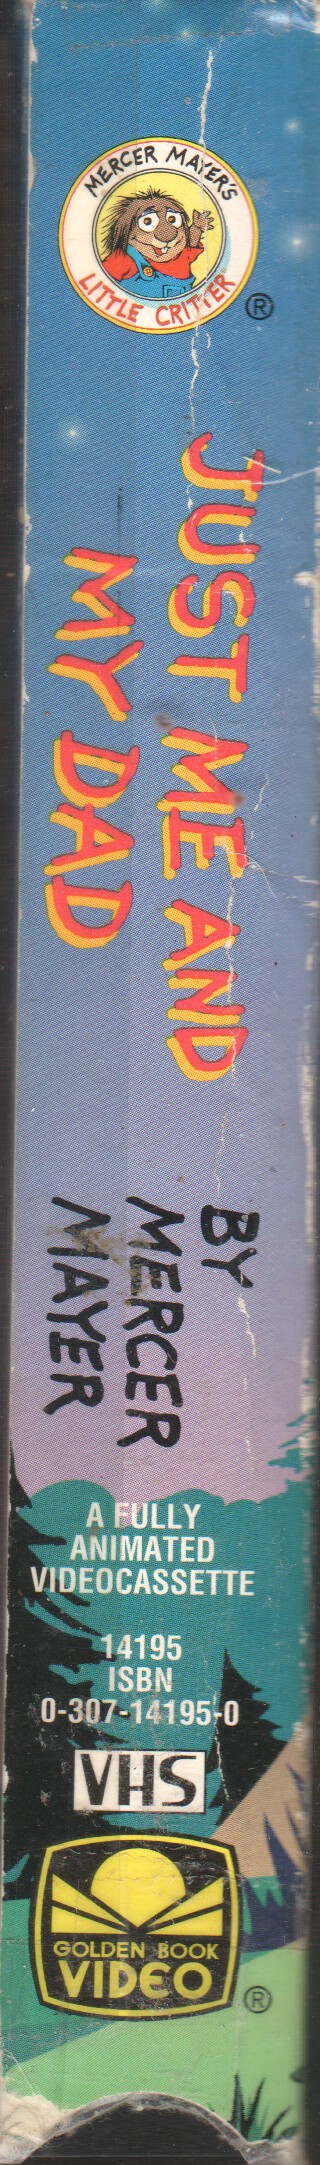 MERCER MAYER'S
LITTLE CRITTER
®
JUST ME AND
MY DAD
BY
MERCER
MAYER
A FULLY
ANIMATED
VIDEOCASSETTE
14195
ISBN
0-307-14195-0
VHS
GOLDEN BOOK
VIDEO
®